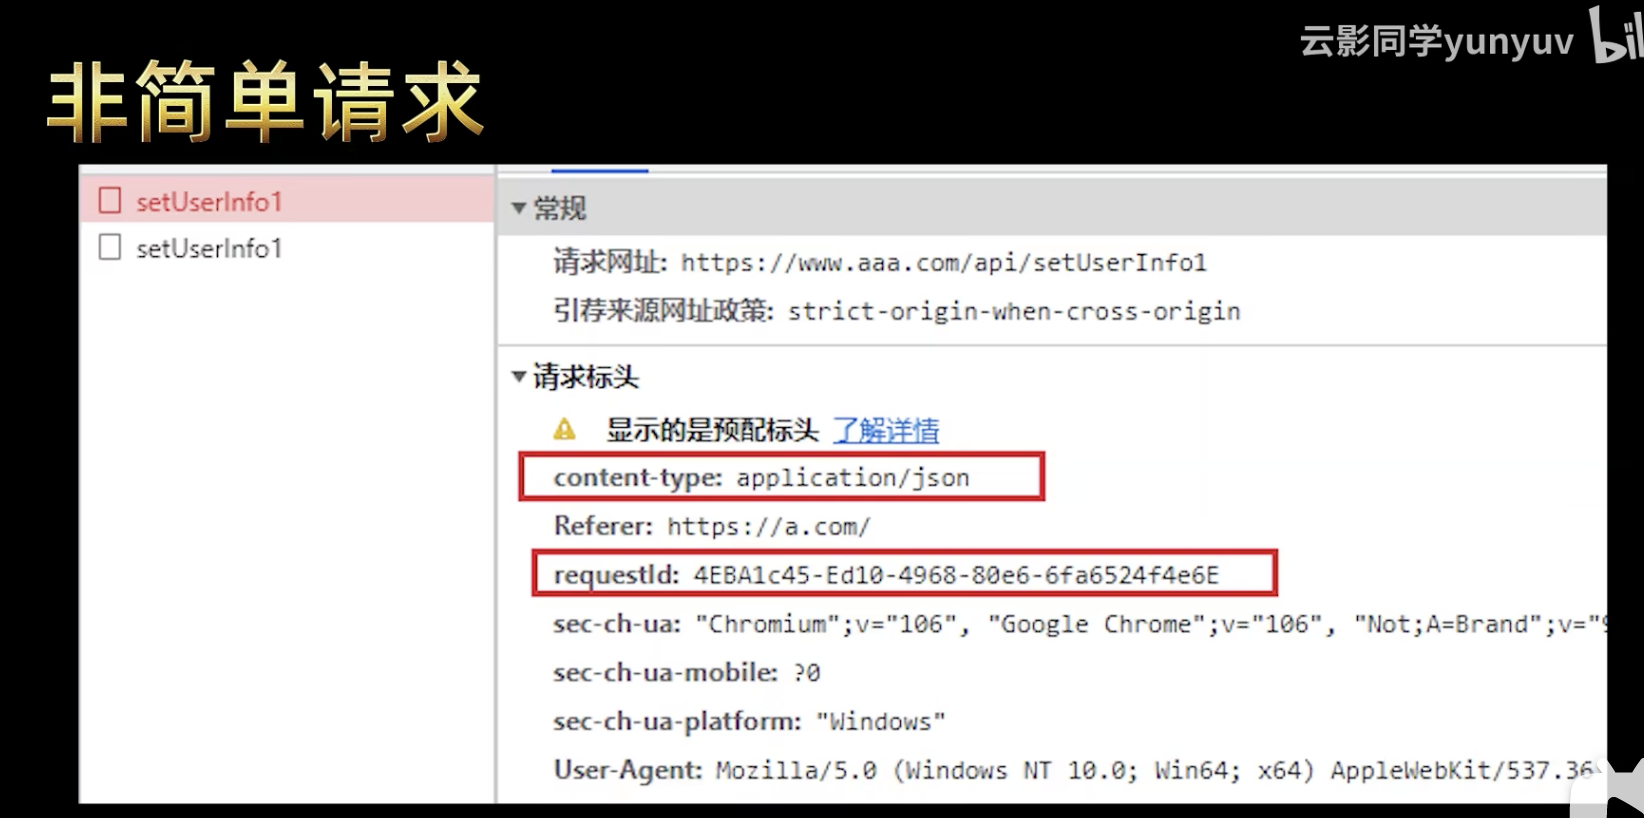 云影同学yunyuv bil
非简单请求
setUserInfo1
setUserInfo1
常规
请求网址: https://www.aaa.com/api/setUserInfo1
引荐来源网址政策: strict-origin-when-cross-origin
请求标头
显示的是预配标头 了解详情
content-type: application/json
Referer: https://a.com/
requestId: 4EBA1c45-Ed10-4968-80e6-6fa6524f4e6E
sec-ch-ua: "Chromium";v="106", "Google Chrome";v="106", "Not;A=Brand";v="9
sec-ch-ua-mobile: ?0
sec-ch-ua-platform: "Windows"
User-Agent: Mozilla/5.0 (Windows NT 10.0; Win64; x64) AppleWebKit/537.36